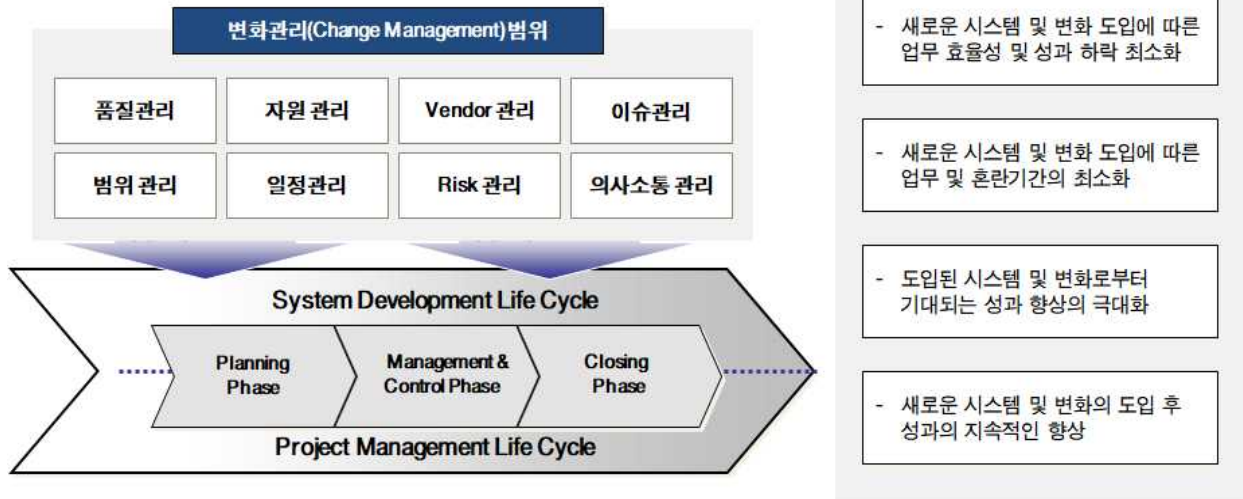 변화관리(Change Management)범위
품질관리
자원 관리
Vendor 관리
이슈관리
범위 관리
일정관리
Risk 관리
의사소통 관리
System Development Life Cycle
Planning
Phase
Management &
Control Phase
Closing
Phase
Project Management Life Cycle
- 새로운 시스템 및 변화 도입에 따른
업무 효율성 및 성과 하락 최소화
- 새로운 시스템 및 변화 도입에 따른
업무 및 혼란기간의 최소화
- 도입된 시스템 및 변화로부터
기대되는 성과 향상의 극대화
- 새로운 시스템 및 변화의 도입 후
성과의 지속적인 향상